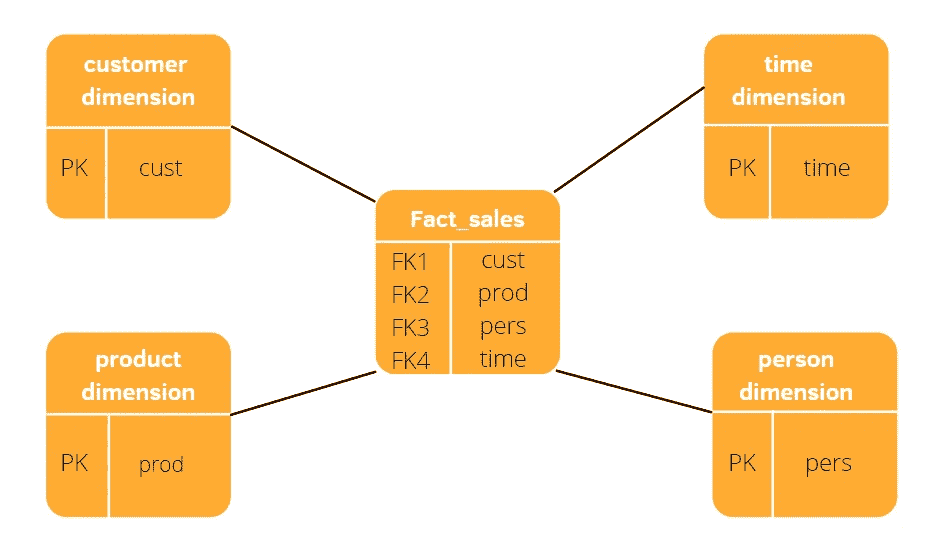 customer
dimension
PK cust
time
dimension
PK time
Fact_sales
FK1 cust
FK2 prod
FK3 pers
FK4 time
product
dimension
PK prod
person
dimension
PK pers